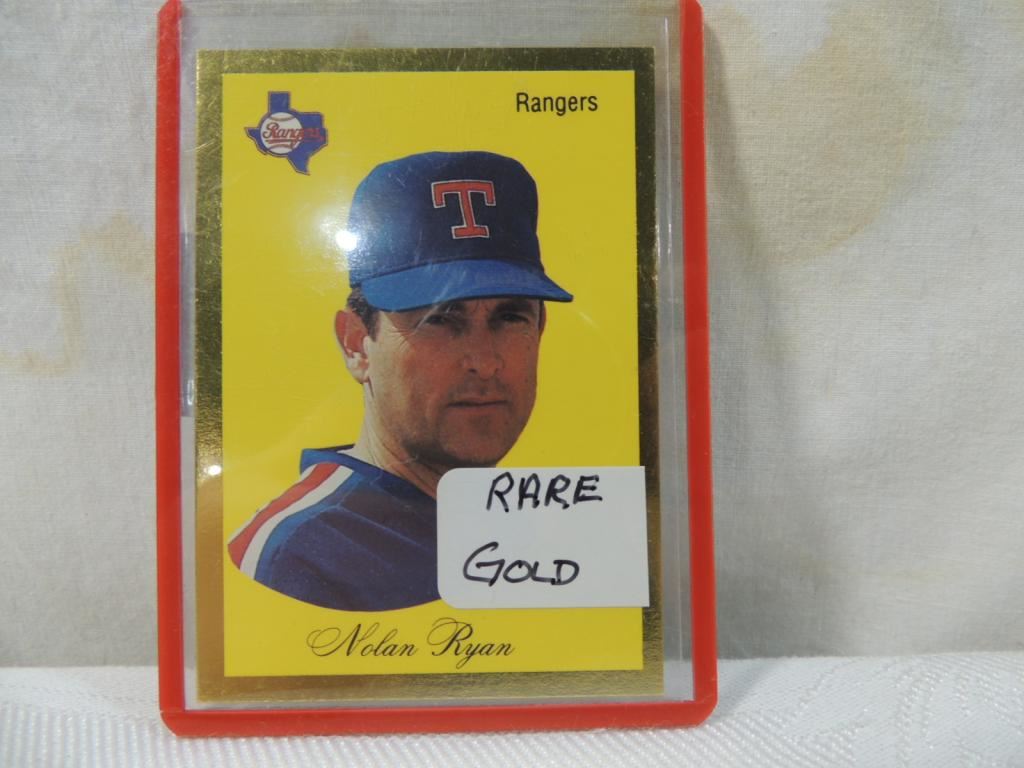 Rangers
Rangers
T
RARE
GOLD
Nolan Ryan